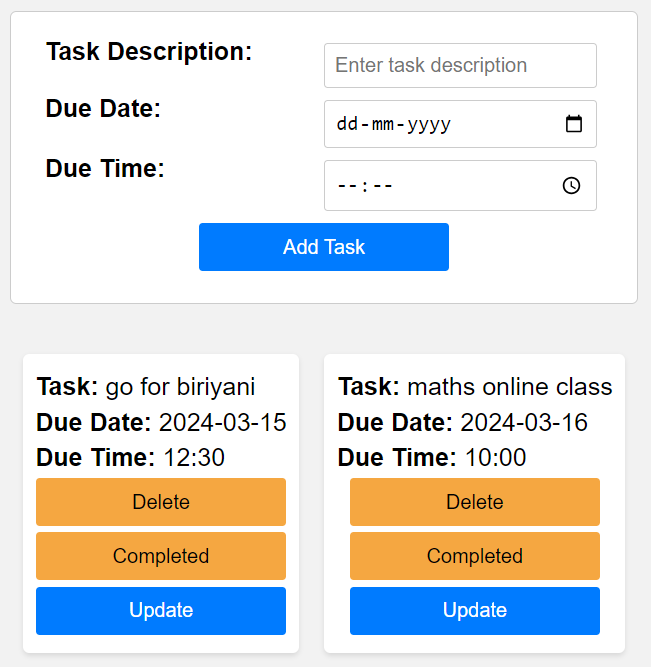 Task Description:
Enter task description
Due Date:
dd-mm-yyyy
Due Time:
--:--
Add Task
Task: go for biriyani
Due Date: 2024-03-15
Due Time: 12:30
Delete
Completed
Update
Task: maths online class
Due Date: 2024-03-16
Due Time: 10:00
Delete
Completed
Update